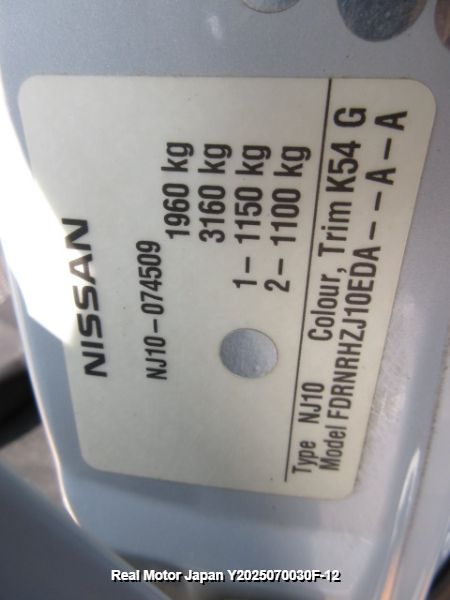 NISSAN
NJ10-074509
1960 kg
3160 kg
1- 1150 kg
2- 1100 kg
Type NJ10 Colour, Trim K54 G
Model FDRNRHZJ10EDA - - A - A
Real Motor Japan Y2025070030F-12